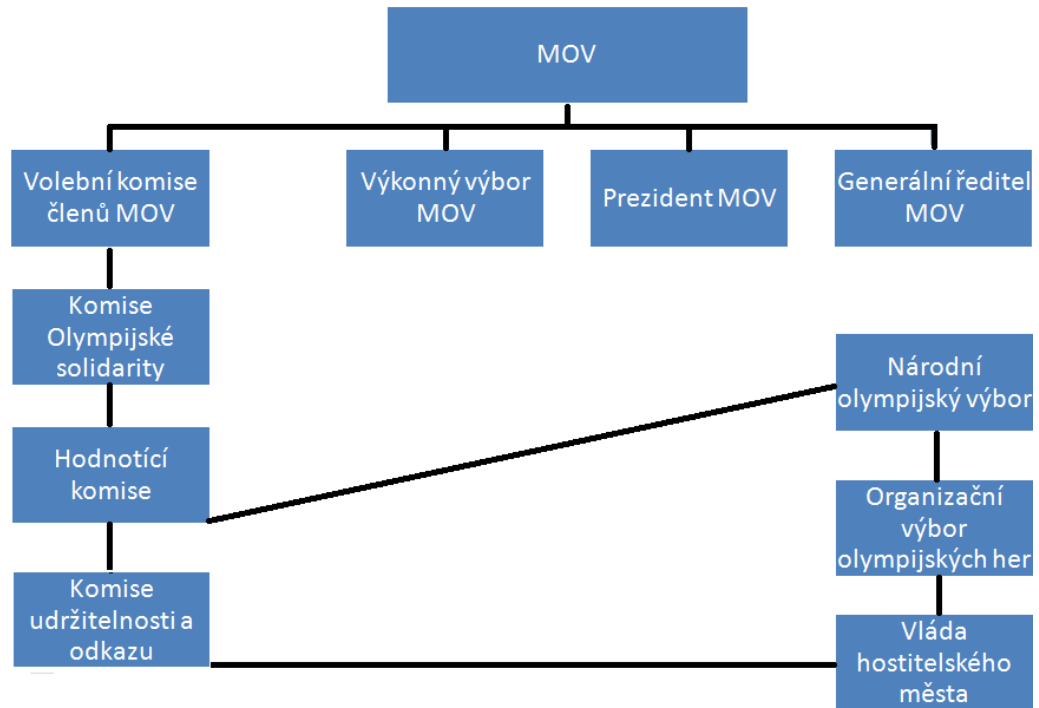 MOV
Volební komise
členů MOV
Výkonný výbor
MOV
Prezident MOV
Generální ředitel
MOV
Komise
Olympijské
solidarity
Hodnotící
komise
Komise
udržitelnosti a
odkazu
Národní
olympijský výbor
Organizační
výbor
olympijských her
Vláda
hostitelského
města